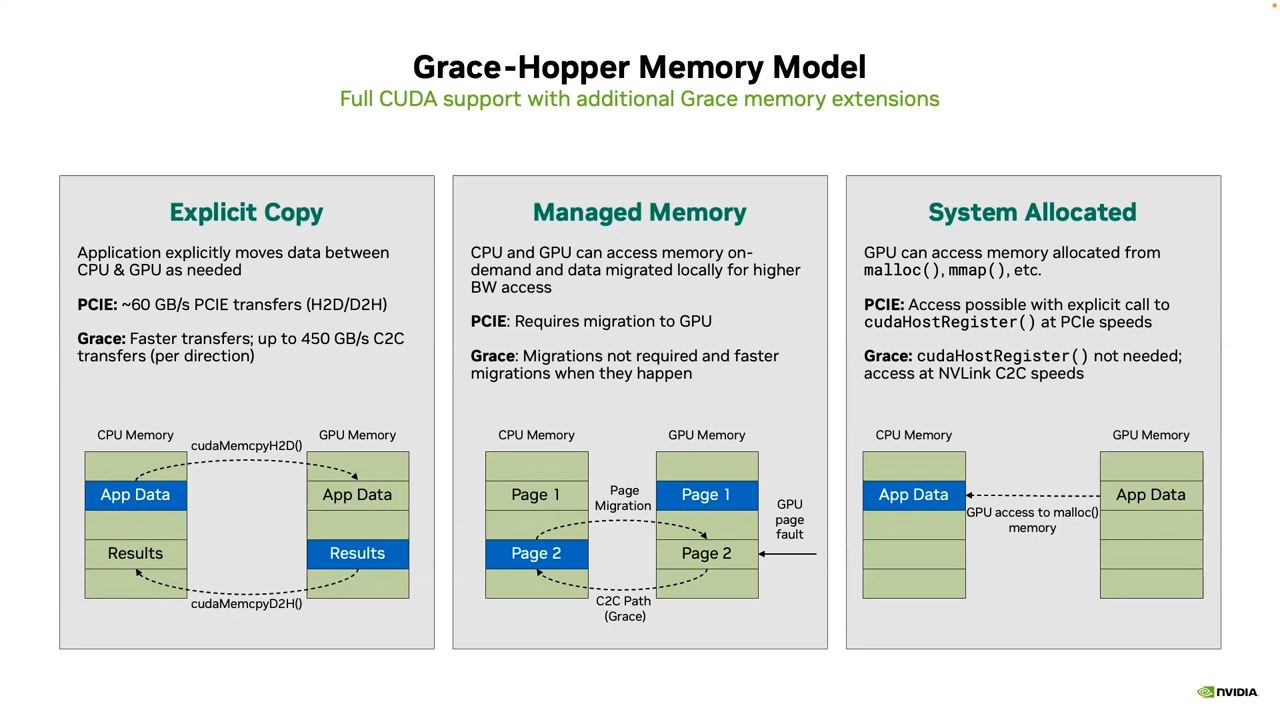 Grace-Hopper Memory Model
Full CUDA support with additional Grace memory extensions
Explicit Copy
Application explicitly moves data between
CPU & GPU as needed
PCIE: ~60 GB/s PCIE transfers (H2D/D2H)
Grace: Faster transfers; up to 450 GB/s C2C
transfers (per direction)
CPU Memory
GPU Memory
cudaMemcpyH2D()
App Data
App Data
Results
Results
cudaMemcpyD2H()
Managed Memory
CPU and GPU can access memory on-
demand and data migrated locally for higher
BW access
PCIE: Requires migration to GPU
Grace: Migrations not required and faster
migrations when they happen
CPU Memory
GPU Memory
Page 1
Page
Migration
Page 1
GPU
page
fault
Page 2
Page 2
C2C Path
(Grace)
System Allocated
GPU can access memory allocated from
malloc(), mmap(), etc.
PCIE: Access possible with explicit call to
cudaHostRegister() at PCIe speeds
Grace: cudaHostRegister() not needed;
access at NVLink C2C speeds
CPU Memory
GPU Memory
App Data
App Data
GPU access to malloc()
memory
NVIDIA.